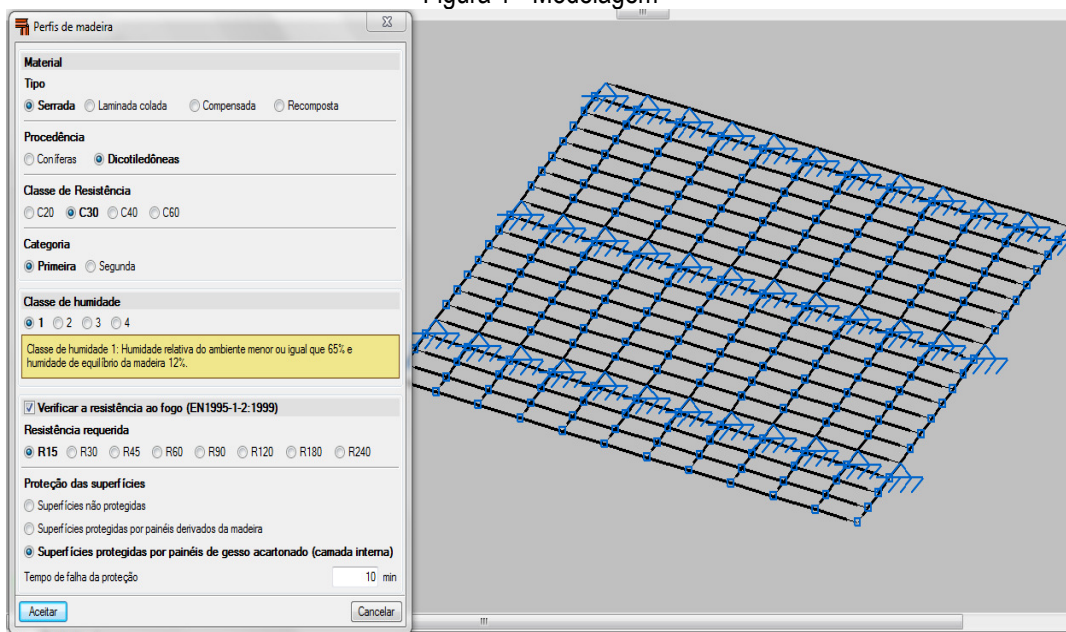 Figura 1 - Modelagem
Perfis de madeira
Material
Tipo
Serrada Laminada colada Compensada Recomposta
Procedência
Coníferas Dicotiledôneas
Classe de Resistência
C20 C30 C40 C60
Categoria
Primeira Segunda
Classe de humidade
1 2 3 4
Classe de humidade 1: Humidade relativa do ambiente menor ou igual que 65% e
humidade de equilíbrio da madeira 12%.
Verificar a resistência ao fogo (EN1995-1-2:1999)
Resistência requerida
R15 R30 R45 R60 R90 R120 R180 R240
Proteção das superfícies
Superfícies não protegidas
Superfícies protegidas por painéis derivados da madeira
Superfícies protegidas por painéis de gesso acartonado (camada interna)
Tempo de falha da proteção 10 min
Aceitar Cancelar